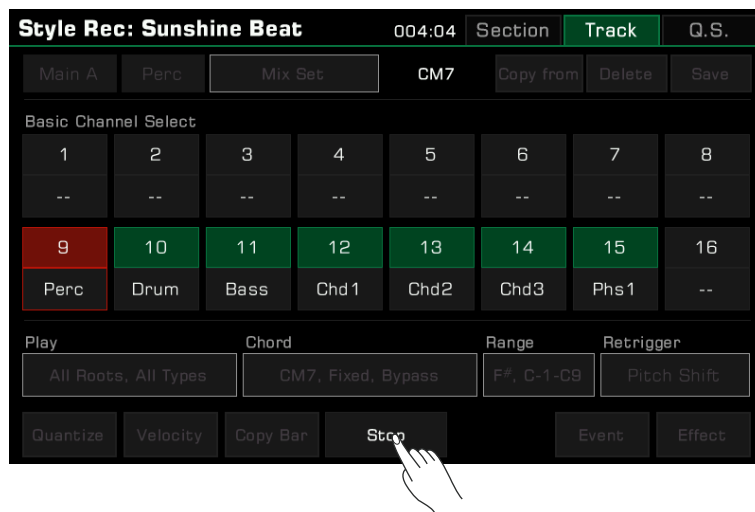 Style Rec: Sunshine Beat 004:04 Section Track Q.S.
Main A Perc Mix Set CM7 Copy from Delete Save
Basic Channel Select
1 2 3 4 5 6 7 8
-- -- -- -- -- -- -- --
9 10 11 12 13 14 15 16
Perc Drum Bass Chd1 Chd2 Chd3 Phs1 --
Play Chord Range Retrigger
All Roots, All Types CM7, Fixed, Bypass F#, C-1-C9 Pitch Shift
Quantize Velocity Copy Bar Stop Event Effect